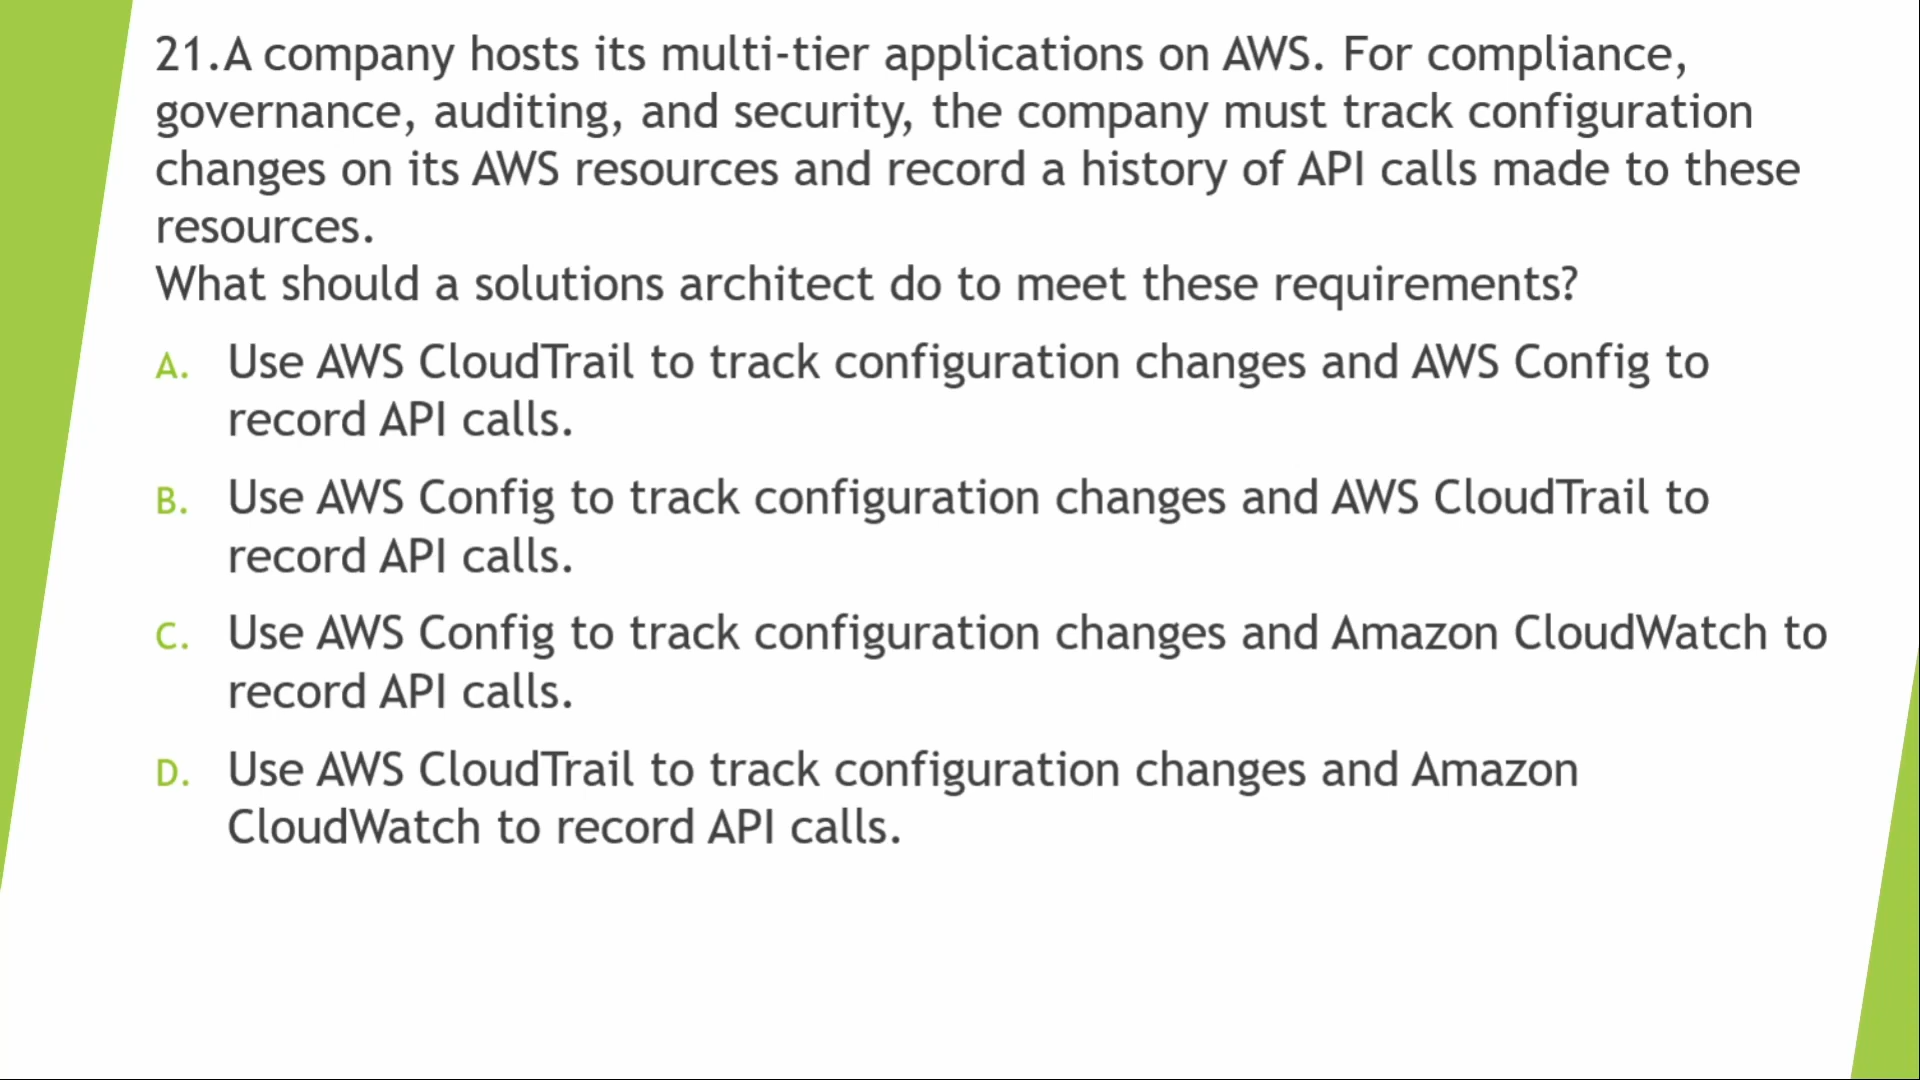 21.A company hosts its multi-tier applications on AWS. For compliance,
governance, auditing, and security, the company must track configuration
changes on its AWS resources and record a history of API calls made to these
resources.
What should a solutions architect do to meet these requirements?
A. Use AWS CloudTrail to track configuration changes and AWS Config to
record API calls.
B. Use AWS Config to track configuration changes and AWS CloudTrail to
record API calls.
C. Use AWS Config to track configuration changes and Amazon CloudWatch to
record API calls.
D. Use AWS CloudTrail to track configuration changes and Amazon
CloudWatch to record API calls.